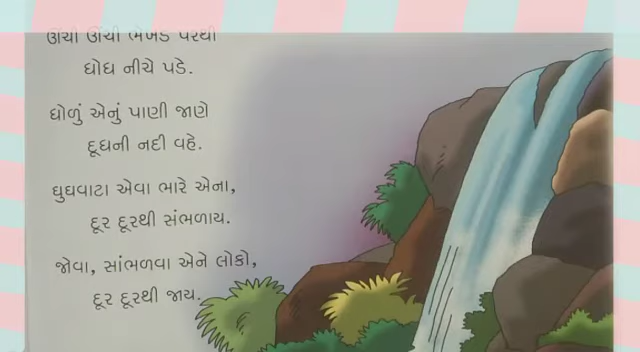 ઊંચી ઊંચી ભેખડ પરથી
ધોધ નીચે પડે.
ધોળું એનું પાણી જાણે
દૂધની નદી વહે.
ઘુઘવાટા એવા ભારે એના,
દૂર દૂરથી સંભળાય.
જોવા, સાંભળવા એને લોકો,
દૂર દૂરથી જાય.